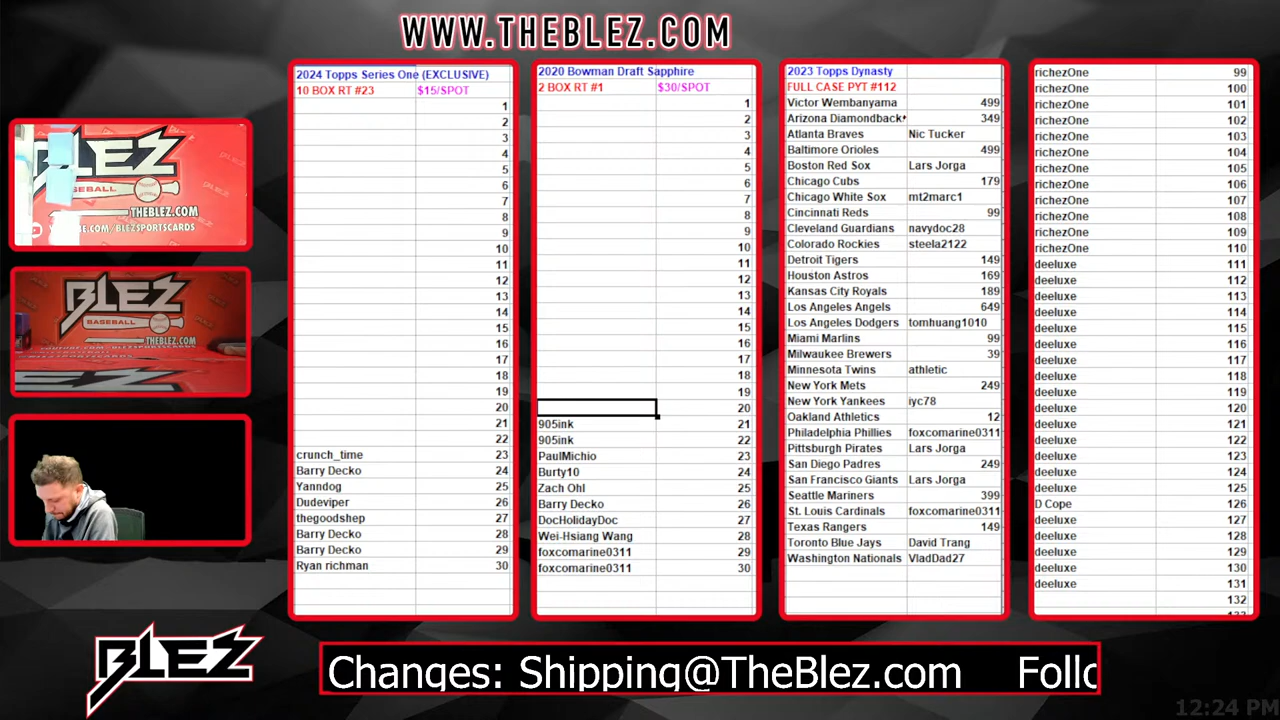 WWW.THEBLEZ.COM
BLEZ
BASEBALL
THEBLEZ.COM
BLEZ
BASEBALL
THEBLEZ.COM
2024 Topps Series One (EXCLUSIVE)
10 BOX RT #23 $15/SPOT
1
2
3
4
5
6
7
8
9
10
11
12
13
14
15
16
17
18
19
20
21
22
crunch_time 23
Barry Decko 24
Yanndog 25
Dudeviper 26
thegoodshep 27
Barry Decko 28
Barry Decko 29
Ryan richman 30
2020 Bowman Draft Sapphire
2 BOX RT #1 $30/SPOT
1
2
3
4
5
6
7
8
9
10
11
12
13
14
15
16
17
18
19
20
905ink 21
905ink 22
PaulMichio 23
Burty10 24
Zach Ohl 25
Barry Decko 26
DocHolidayDoc 27
Wei-Hsiang Wang 28
foxcomarine0311 29
foxcomarine0311 30
2023 Topps Dynasty
FULL CASE PYT #112
Victor Wembanyama 499
Arizona Diamondback 349
Atlanta Braves Nic Tucker
Baltimore Orioles 499
Boston Red Sox Lars Jorga
Chicago Cubs 179
Chicago White Sox mt2marc1
Cincinnati Reds 99
Cleveland Guardians navydoc28
Colorado Rockies steela2122
Detroit Tigers 149
Houston Astros 169
Kansas City Royals 189
Los Angeles Angels 649
Los Angeles Dodgers tomhuang1010
Miami Marlins 99
Milwaukee Brewers 39
Minnesota Twins athletic
New York Mets 249
New York Yankees iyc78
Oakland Athletics 12
Philadelphia Phillies foxcomarine0311
Pittsburgh Pirates Lars Jorga
San Diego Padres 249
San Francisco Giants Lars Jorga
Seattle Mariners 399
St. Louis Cardinals foxcomarine0311
Texas Rangers 149
Toronto Blue Jays David Trang
Washington Nationals VladDad27
richezOne 99
richezOne 100
richezOne 101
richezOne 102
richezOne 103
richezOne 104
richezOne 105
richezOne 106
richezOne 107
richezOne 108
richezOne 109
richezOne 110
deeluxe 111
deeluxe 112
deeluxe 113
deeluxe 114
deeluxe 115
deeluxe 116
deeluxe 117
deeluxe 118
deeluxe 119
deeluxe 120
deeluxe 121
deeluxe 122
deeluxe 123
deeluxe 124
deeluxe 125
D Cope 126
deeluxe 127
deeluxe 128
deeluxe 129
deeluxe 130
deeluxe 131
132
BLEZ
Changes: Shipping@TheBlez.com Follo
12:24 PM